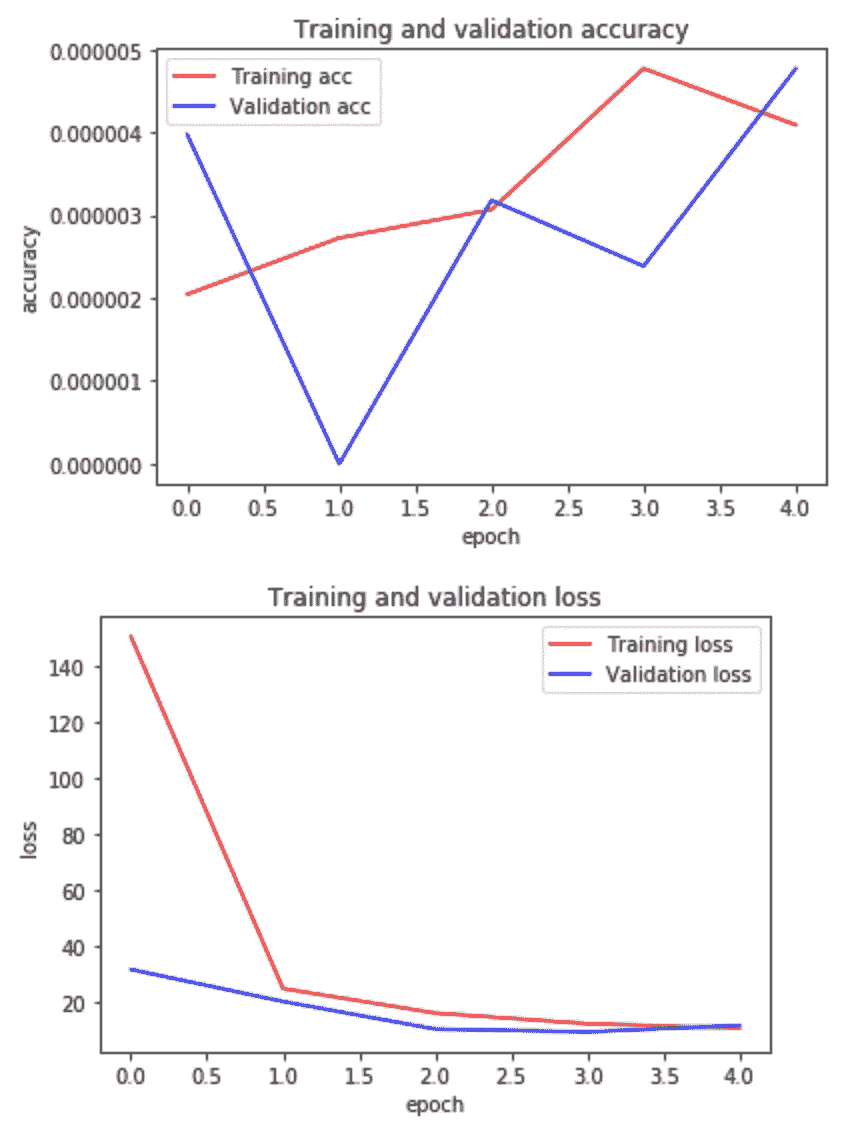 Training and validation accuracy
0.000005
Training acc
Validation acc
0.000004
0.000003
0.000002
0.000001
0.000000
accuracy
0.0 0.5 1.0 1.5 2.0 2.5 3.0 3.5 4.0
epoch
Training and validation loss
Training loss
Validation loss
140
120
100
80
60
40
20
loss
0.0 0.5 1.0 1.5 2.0 2.5 3.0 3.5 4.0
epoch